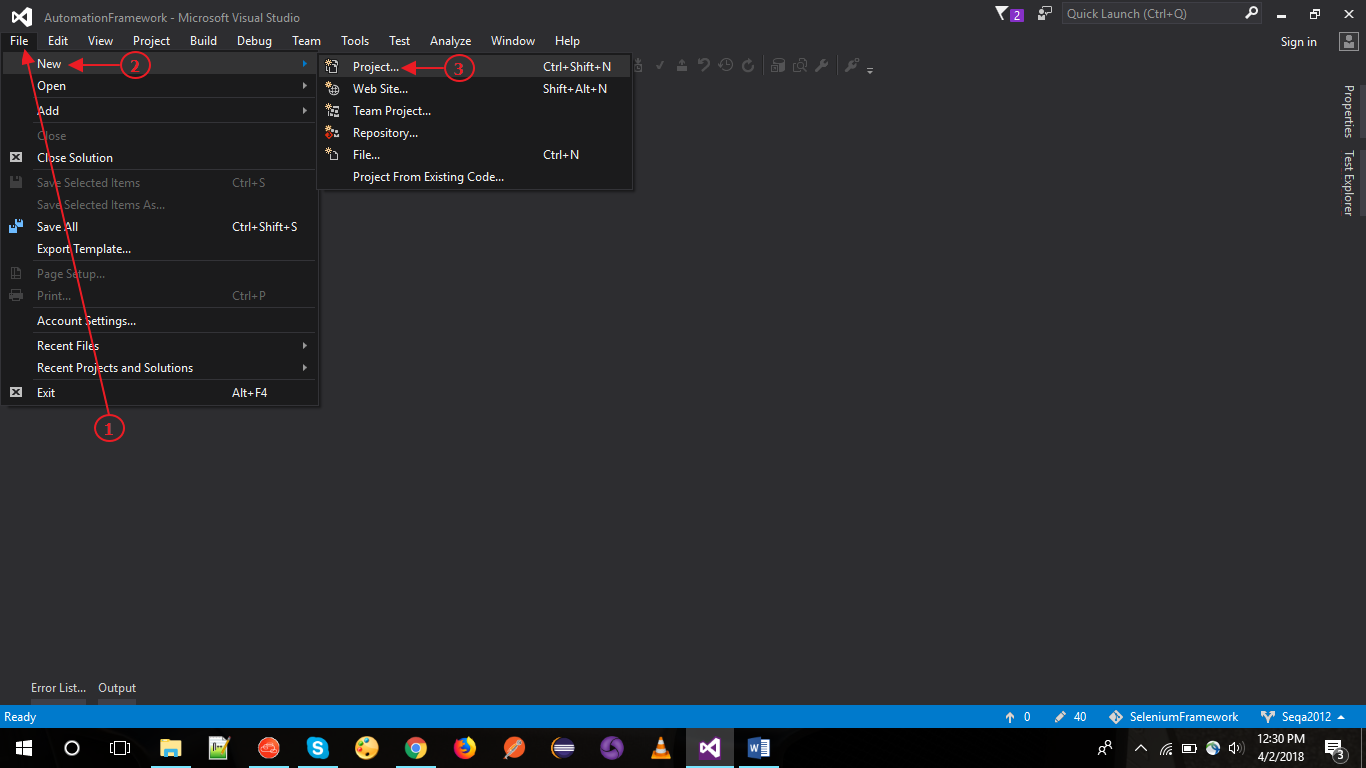 AutomationFramework - Microsoft Visual Studio
2
Quick Launch (Ctrl+Q)
File Edit View Project Build Debug Team Tools Test Analyze Window Help
Sign in
New
2
Open
Add
Close
Close Solution
Save Selected Items Ctrl+S
Save Selected Items As...
Save All Ctrl+Shift+S
Export Template...
Page Setup...
Print... Ctrl+P
Account Settings...
Recent Files
Recent Projects and Solutions
Exit Alt+F4
1
Project... 3 Ctrl+Shift+N
Web Site... Shift+Alt+N
Team Project...
Repository...
File... Ctrl+N
Project From Existing Code...
Properties
Test Explorer
Error List... Output
Ready
0 40 SeleniumFramework Seqa2012
12:30 PM
4/2/2018
3